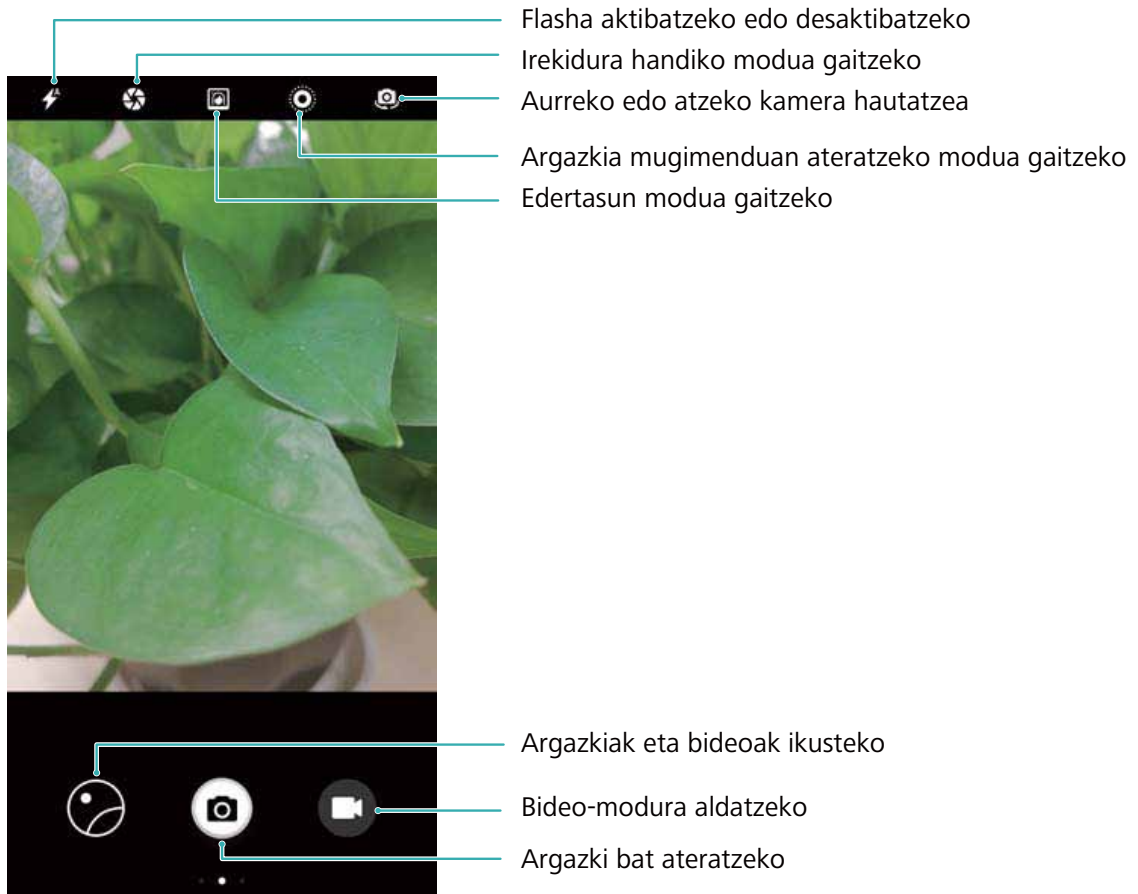 Flasha aktibatzeko edo desaktibatzeko
Irekidura handiko modua gaitzeko
Aurreko edo atzeko kamera hautatzea
Argazkia mugimenduan ateratzeko modua gaitzeko
Edertasun modua gaitzeko
Argazkiak eta bideoak ikusteko
Bideo-modura aldatzeko
Argazki bat ateratzeko